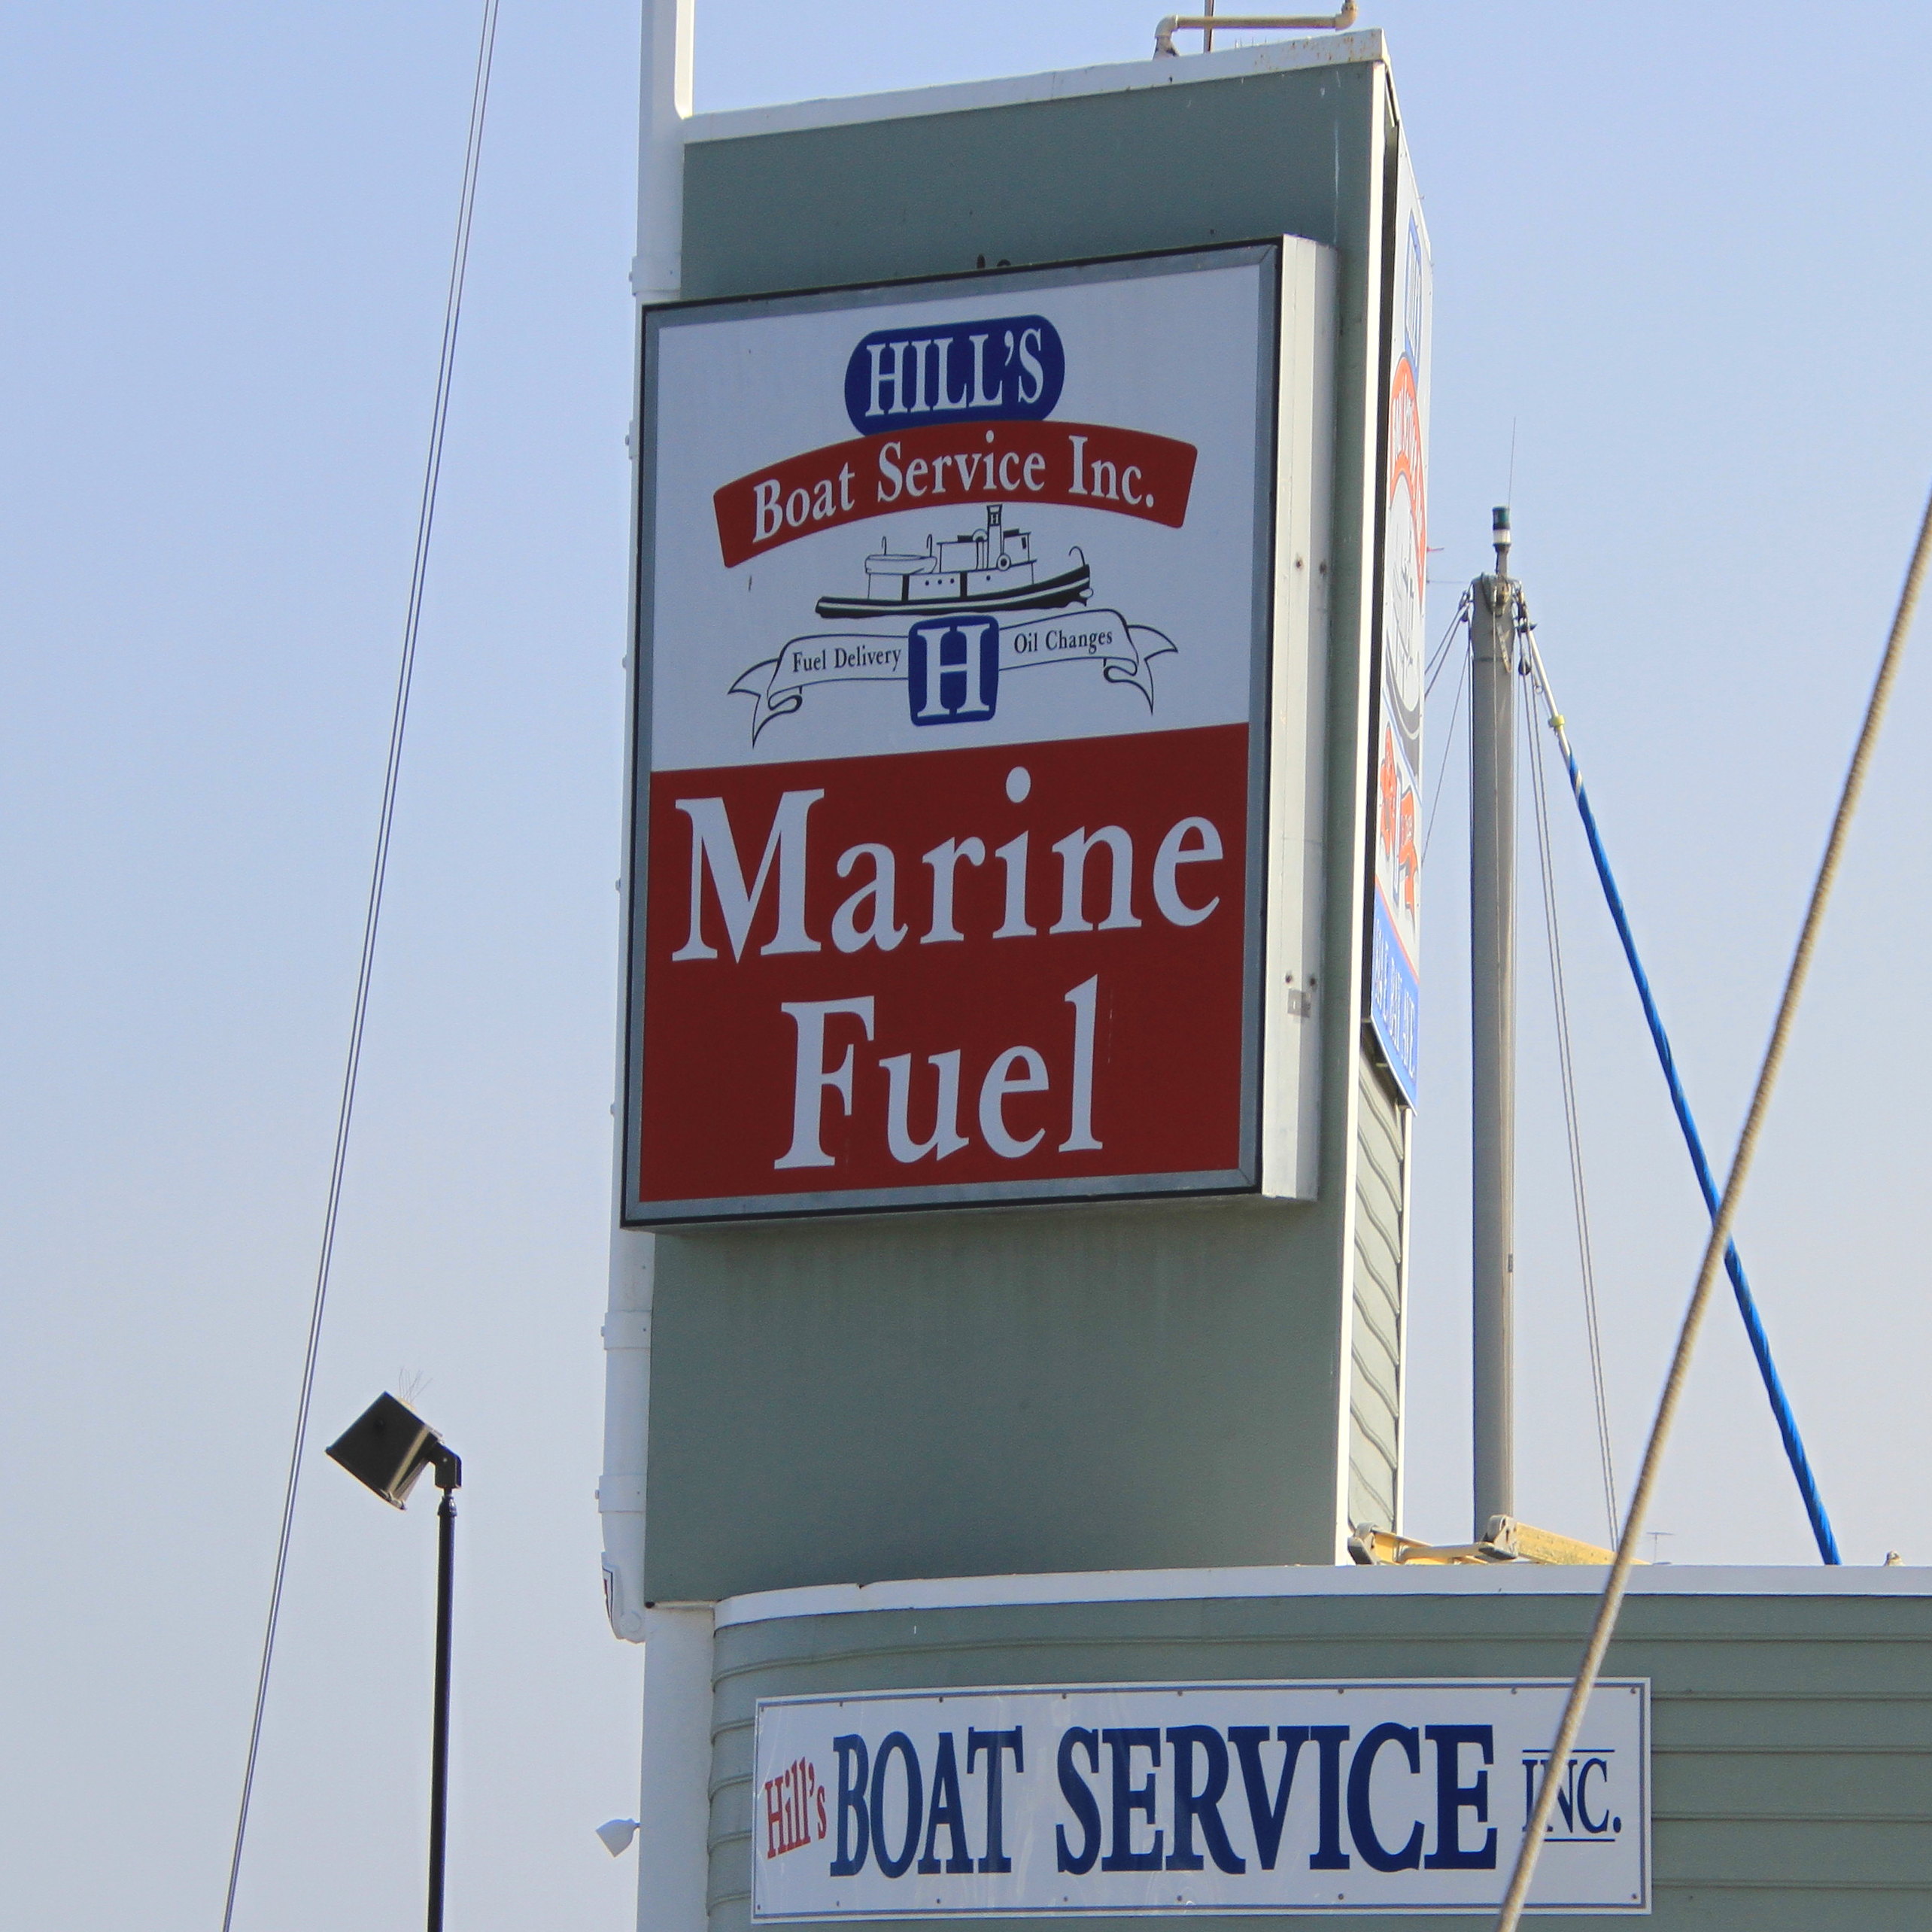 HILL'S
Boat Service Inc.
H
Fuel Delivery H Oil Changes
Marine
Fuel
Hill's BOAT SERVICE INC.